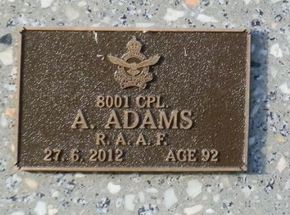 8001 CPL.
A. ADAMS
R. A. A. F.
27. 6. 2012 AGE 92